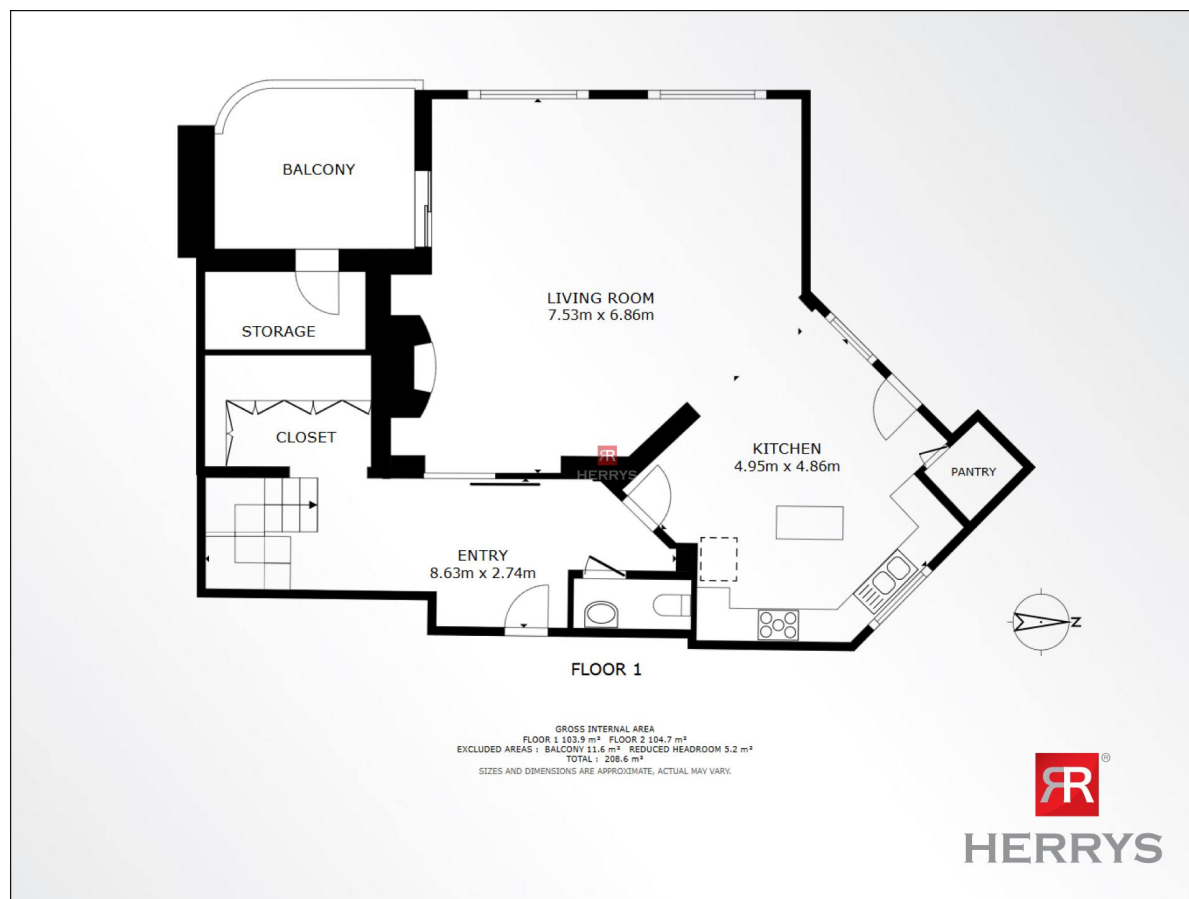 BALCONY
LIVING ROOM
7.53m x 6.86m
STORAGE
CLOSET
KITCHEN
4.95m x 4.86m
PANTRY
RR
HERRYS
ENTRY
8.63m x 2.74m
Z
FLOOR 1
GROSS INTERNAL AREA
FLOOR 1 103.9 m² FLOOR 2 104.7 m²
EXCLUDED AREAS : BALCONY 11.6 m² REDUCED HEADROOM 5.2 m²
TOTAL : 208.6 m²
SIZES AND DIMENSIONS ARE APPROXIMATE, ACTUAL MAY VARY.
RR®
HERRYS